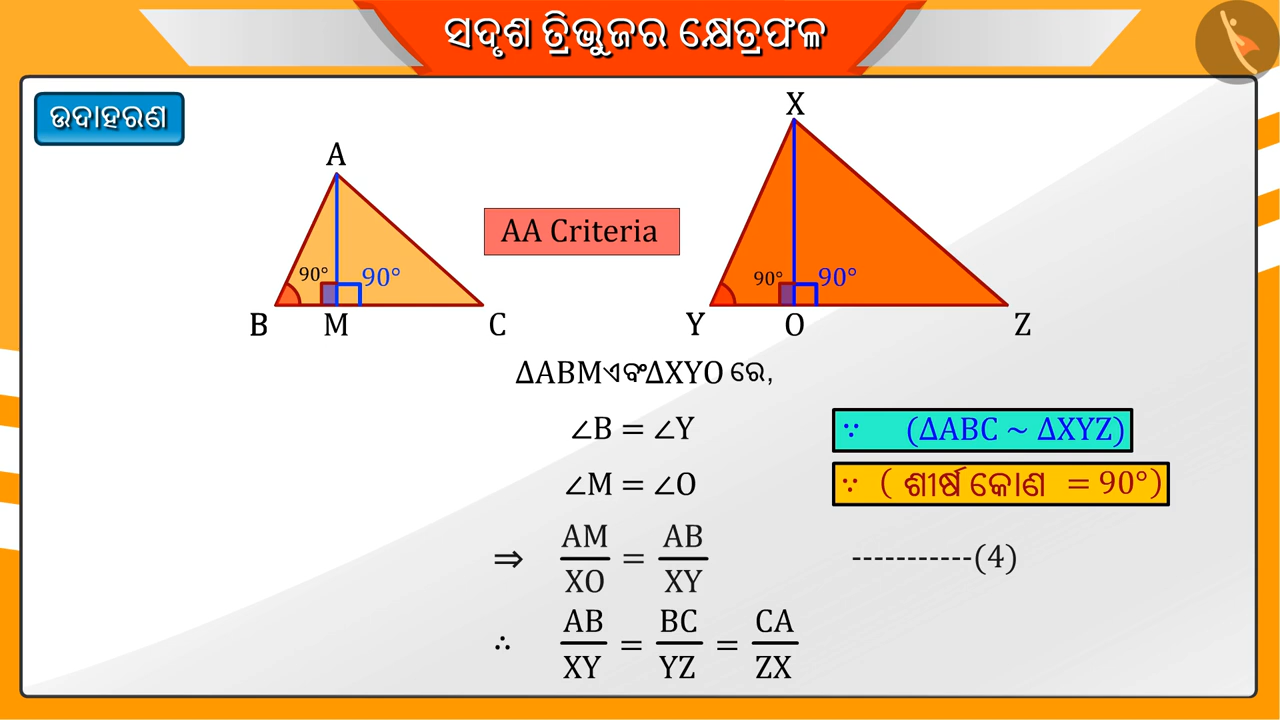 ସଦୃଶ ତ୍ରିଭୁଜର କ୍ଷେତ୍ରଫଳ
ଉଦାହରଣ
A
X
AA Criteria
90° 90°
90° 90°
B M C
Y O Z
ΔABMଏବଂΔXYO ରେ,
∠B = ∠Y ∵ (ΔABC ~ ΔXYZ)
∠M = ∠O ∵ ( ଶୀର୍ଷ କୋଣ = 90°)
⇒ AM/XO = AB/XY -----------(4)
∴ AB/XY = BC/YZ = CA/ZX